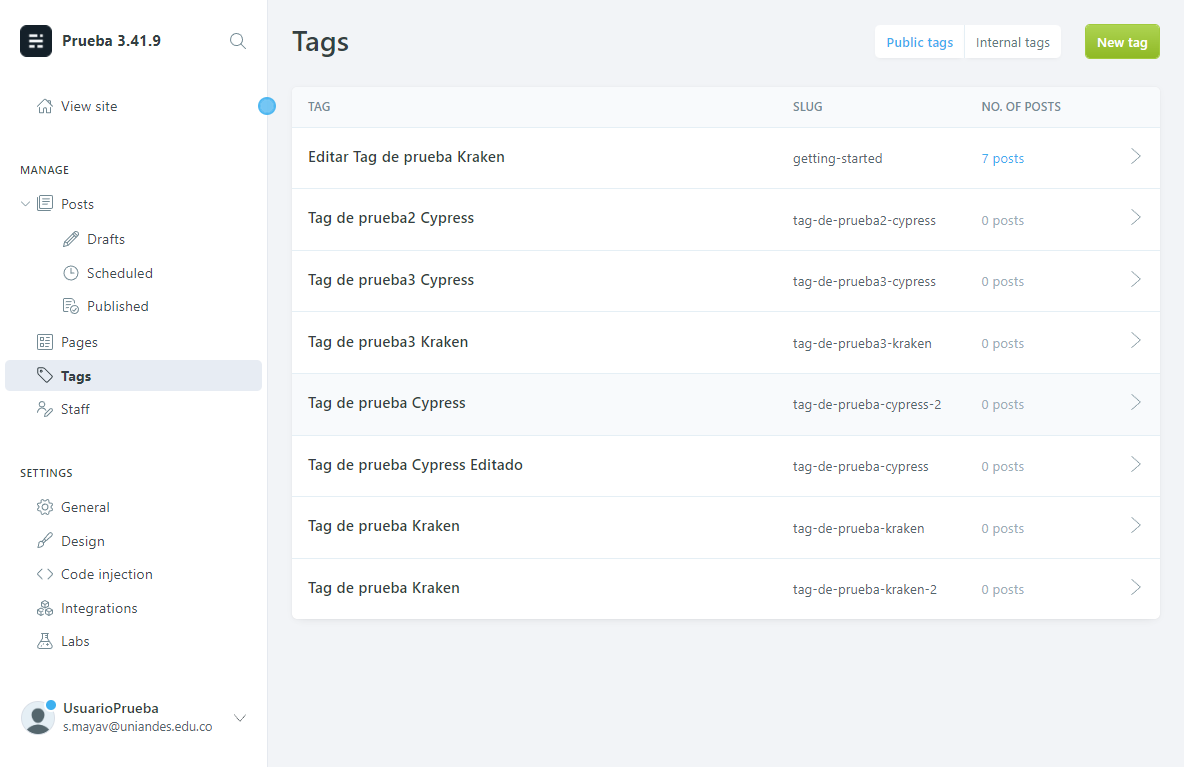 Prueba 3.41.9
View site
MANAGE
Posts
Drafts
Scheduled
Published
Pages
Tags
Staff
SETTINGS
General
Design
Code injection
Integrations
Labs
UsuarioPrueba
s.mayav@uniandes.edu.co
Tags
Public tags Internal tags New tag
TAG SLUG NO. OF POSTS
Editar Tag de prueba Kraken getting-started 7 posts
Tag de prueba2 Cypress tag-de-prueba2-cypress 0 posts
Tag de prueba3 Cypress tag-de-prueba3-cypress 0 posts
Tag de prueba3 Kraken tag-de-prueba3-kraken 0 posts
Tag de prueba Cypress tag-de-prueba-cypress-2 0 posts
Tag de prueba Cypress Editado tag-de-prueba-cypress 0 posts
Tag de prueba Kraken tag-de-prueba-kraken 0 posts
Tag de prueba Kraken tag-de-prueba-kraken-2 0 posts